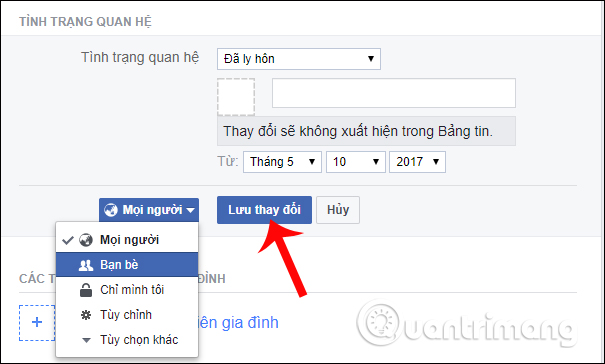 TÌNH TRẠNG QUAN HỆ
Tình trạng quan hệ
Đã ly hôn
Thay đổi sẽ không xuất hiện trong Bảng tin.
Từ:
Tháng 5
10
2017
Mọi người
Lưu thay đổi
Hủy
Mọi người
Bạn bè
Chỉ mình tôi
Tùy chỉnh
Tùy chọn khác
CÁC T
ĐÌNH
+
iên gia đình
Quantrimang